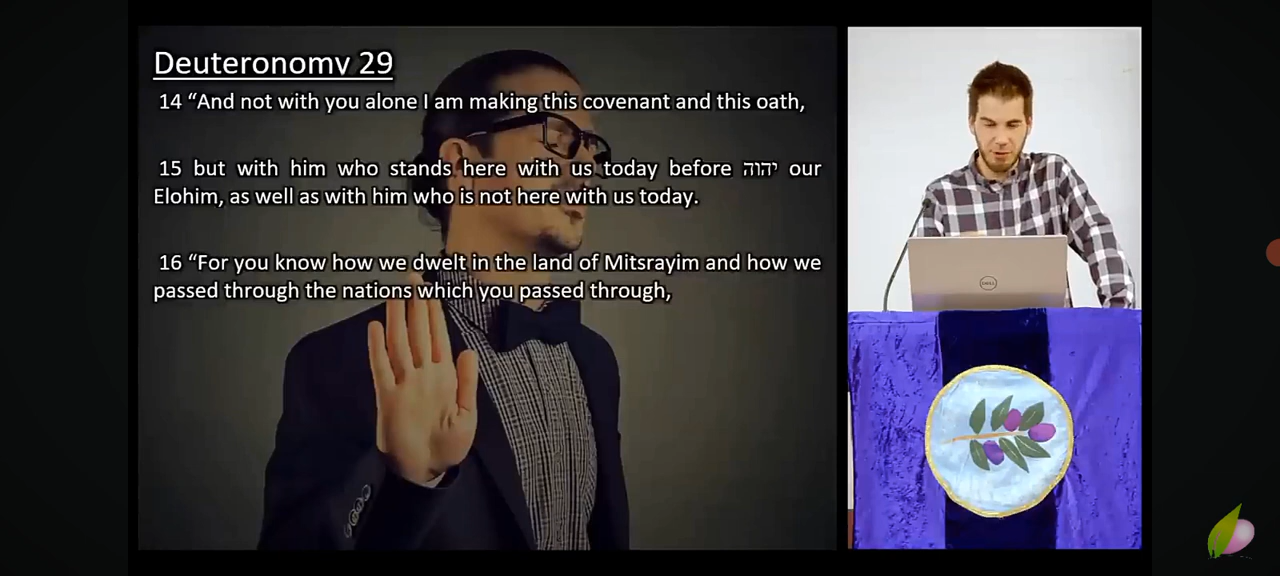 Deuteronomy 29
14 “And not with you alone I am making this covenant and this oath,
15 but with him who stands here with us today before יהוה our
Elohim, as well as with him who is not here with us today.
16 “For you know how we dwelt in the land of Mitsrayim and how we
passed through the nations which you passed through,
DELL